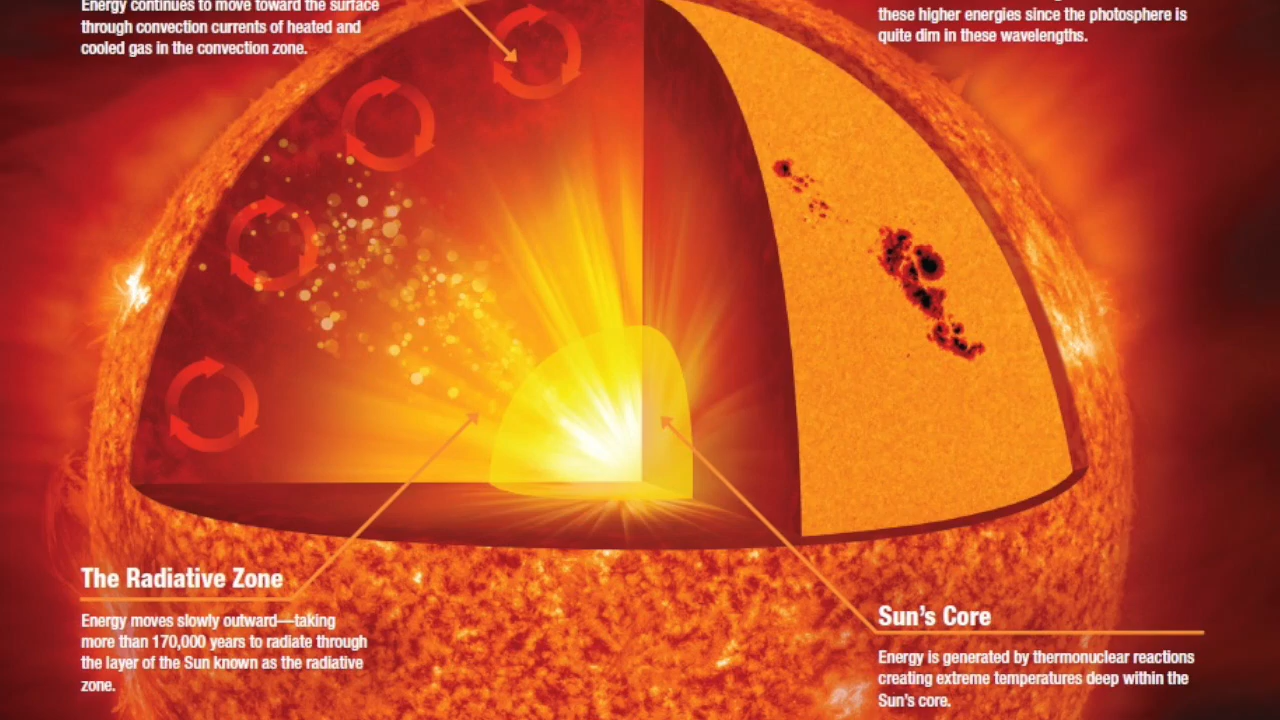 Energy continues to move toward the surface
through convection currents of heated and
cooled gas in the convection zone.
these higher energies since the photosphere is
quite dim in these wavelengths.
The Radiative Zone
Energy moves slowly outward—taking
more than 170,000 years to radiate through
the layer of the Sun known as the radiative
zone.
Sun's Core
Energy is generated by thermonuclear reactions
creating extreme temperatures deep within the
Sun's core.